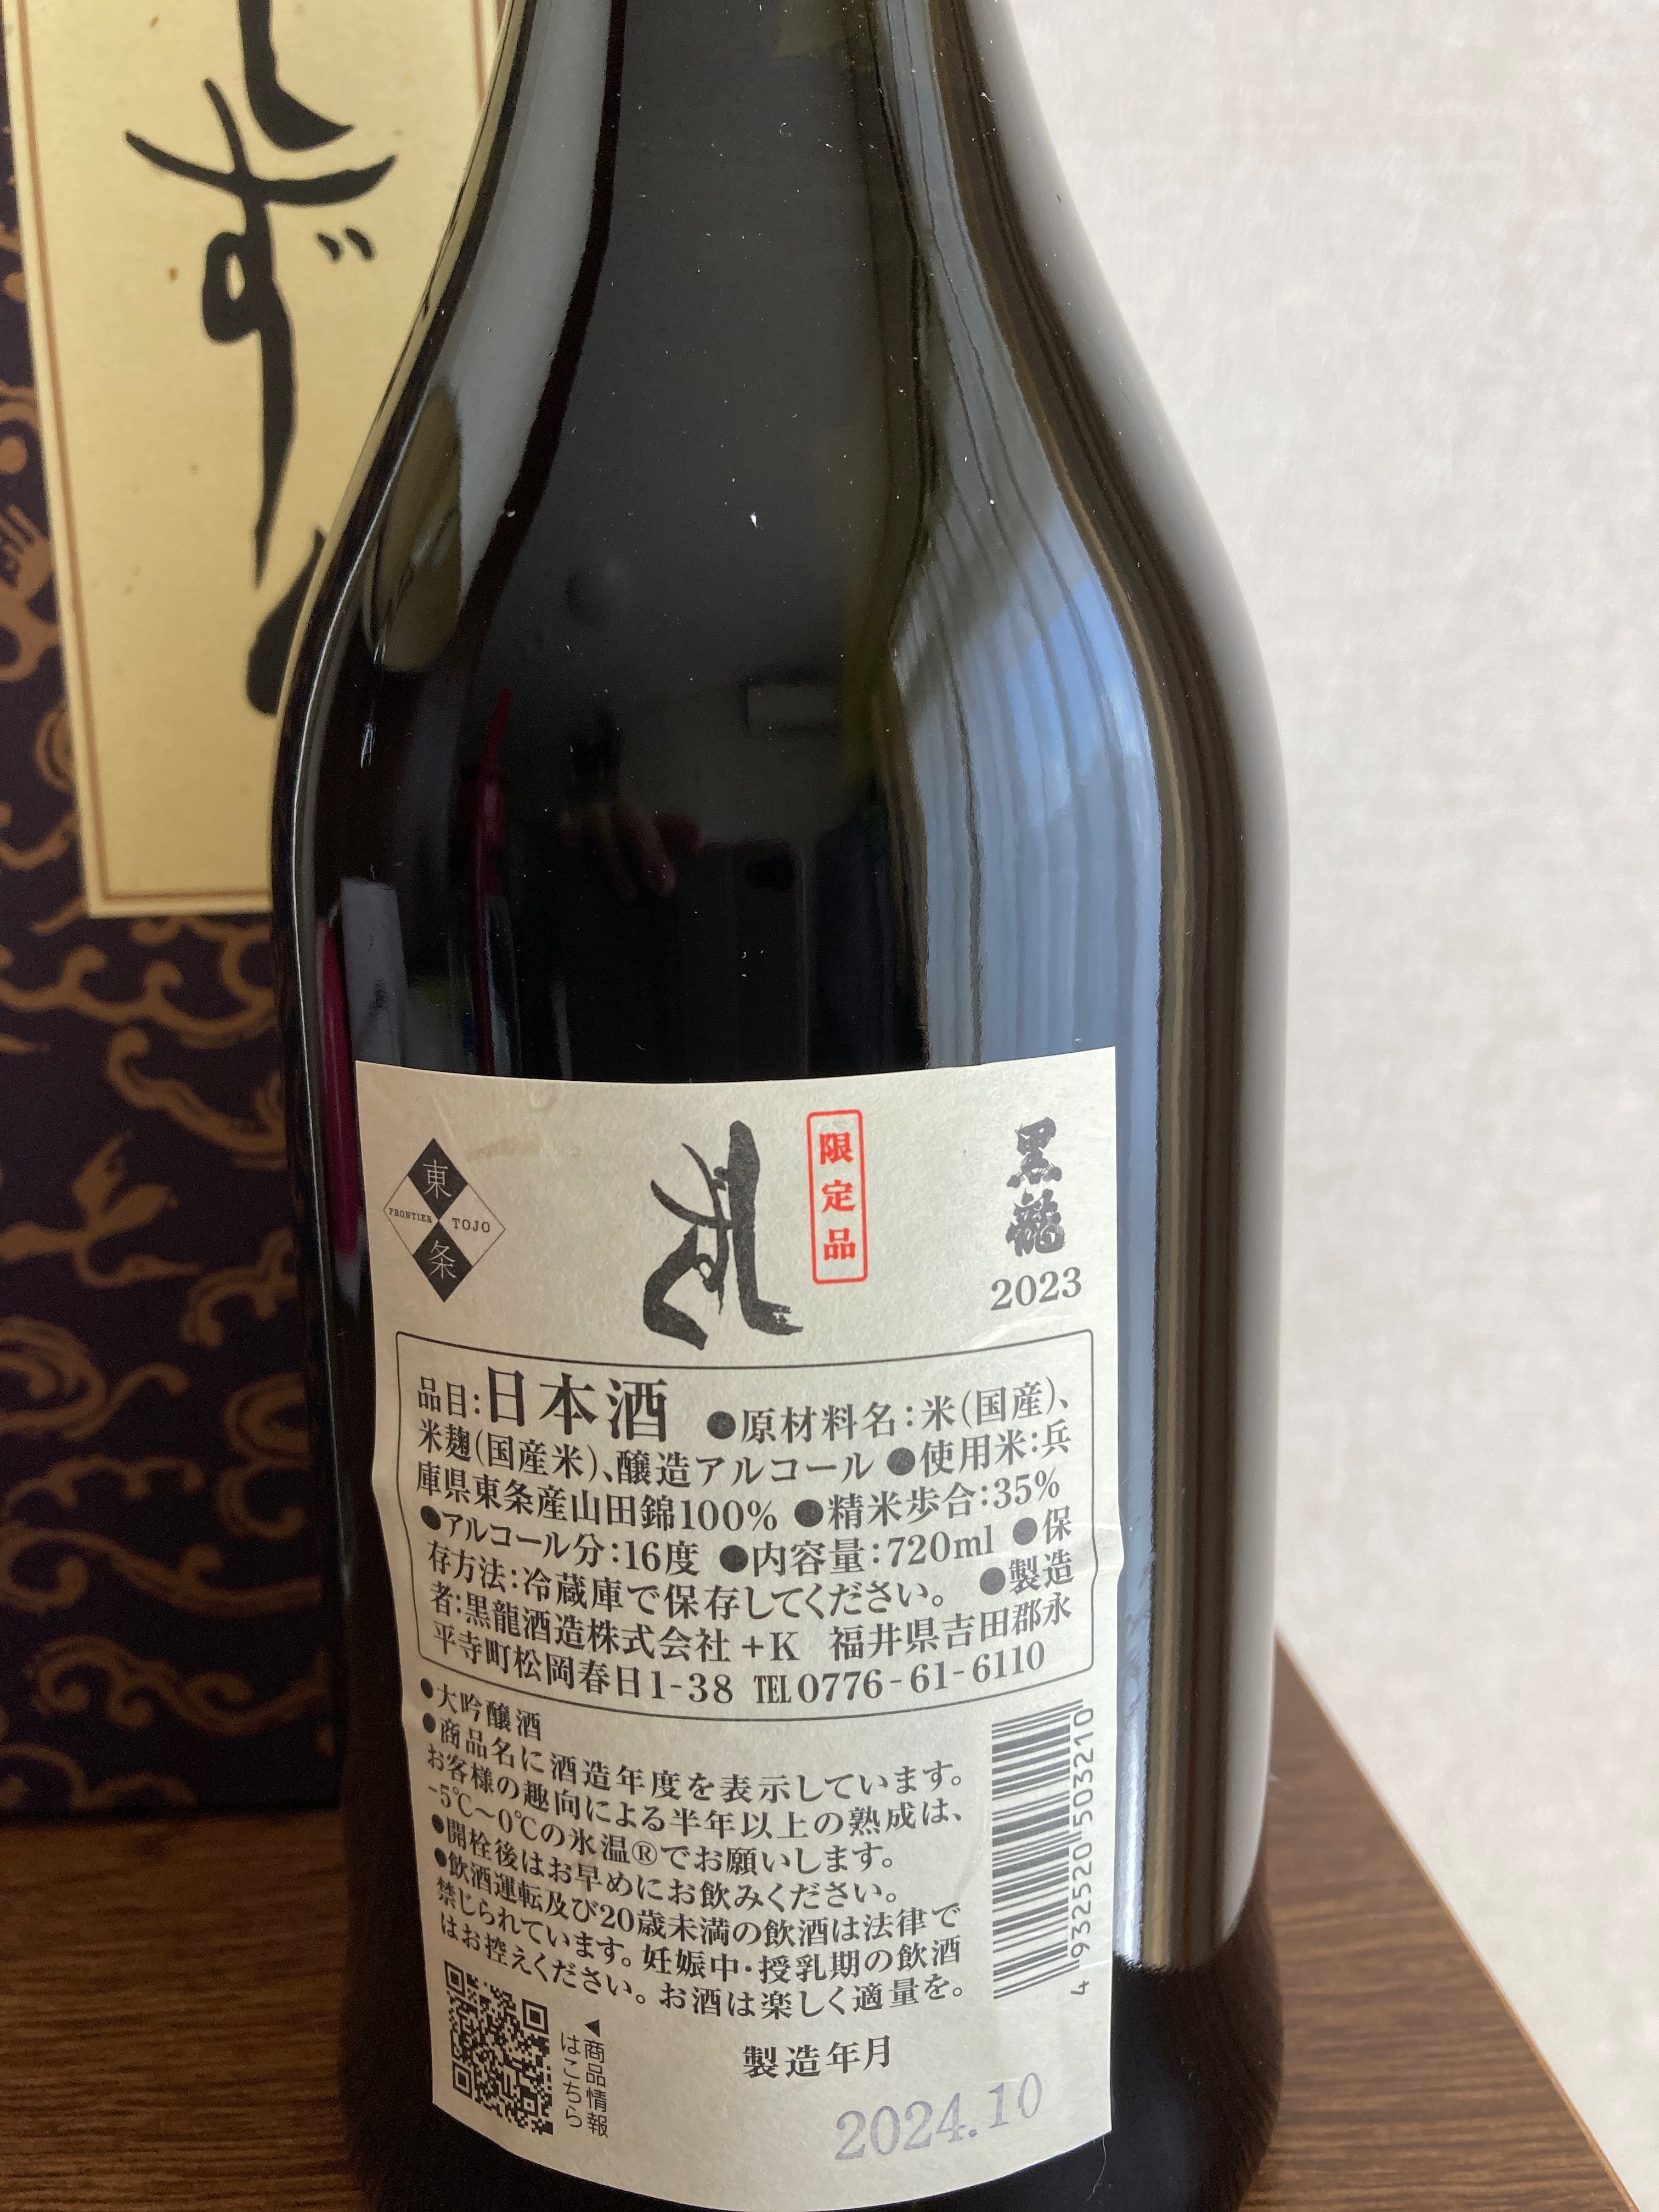 しず
東
FRONTIER TOJO
条
しずく
限定品
黒龍
2023
品目:日本酒 ●原材料名:米(国産)、
米麹(国産米)、醸造アルコール ●使用米:兵
庫県東条産山田錦100% ●精米歩合:35%
●アルコール分:16度 ●内容量:720ml ●保
存方法:冷蔵庫で保存してください。 ●製造
者:黒龍酒造株式会社+K 福井県吉田郡永
平寺町松岡春日1-38 TEL0776-61-6110
●大吟醸酒
●商品名に酒造年度を表示しています。
お客様の趣向による半年以上の熟成は、
-5℃～0℃の氷温®でお願いします。
●開栓後はお早めにお飲みください。
●飲酒運転及び20歳未満の飲酒は法律で
禁じられています。妊娠中・授乳期の飲酒
はお控えください。お酒は楽しく適量を。
4932520503210
◀商品情報
はこちら
製造年月
2024.10